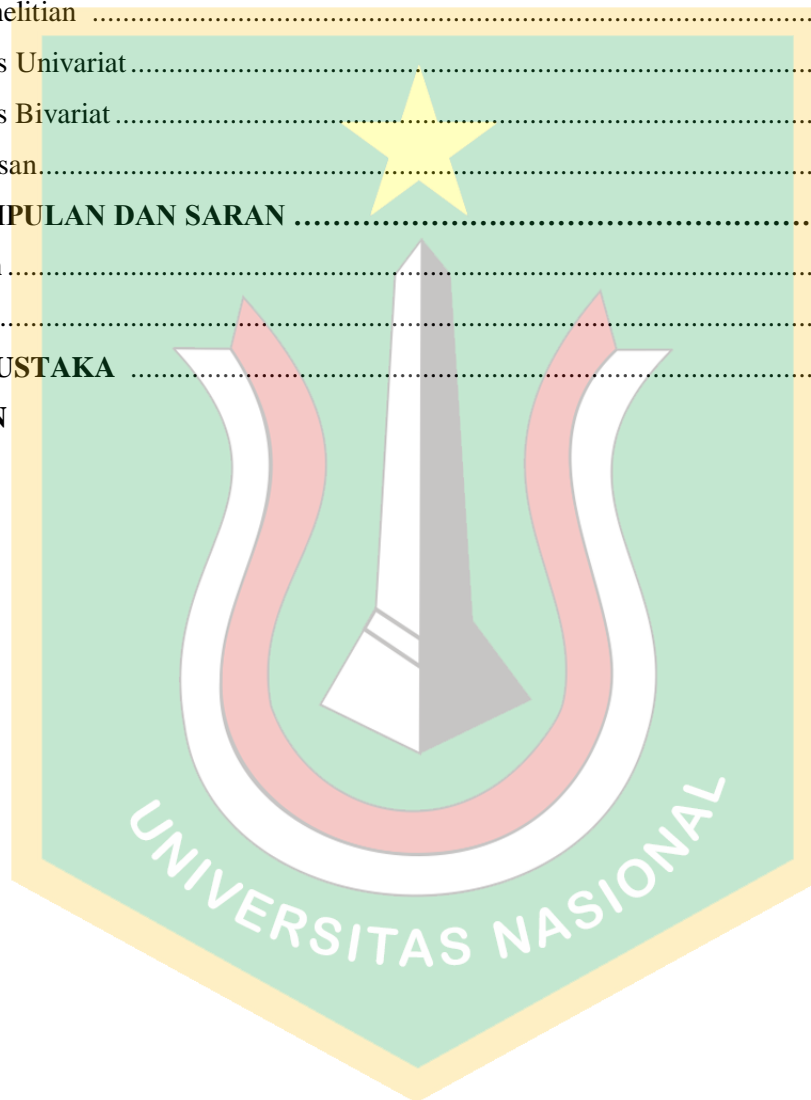 nelitian ................................................................
s Univariat ................................................................
s Bivariat ................................................................
san ................................................................
IPULAN DAN SARAN ................................................................
n ................................................................
................................................................
USTAKA ................................................................
N
UNIVERSITAS NASIONAL